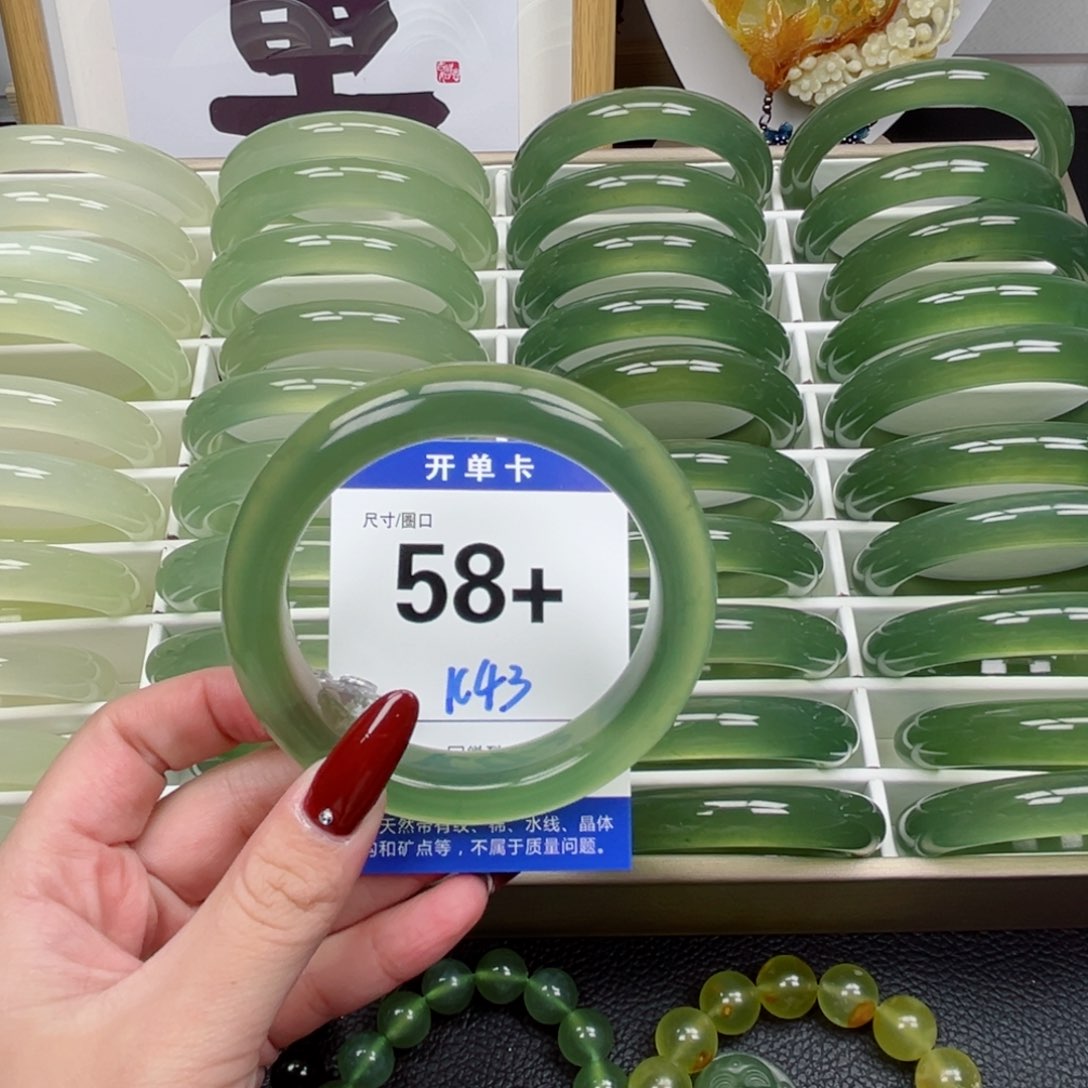 里
开单卡
尺寸/圈口
58+
K43
天然带有纹、棉、水线、晶体
和矿点等，不属于质量问题。